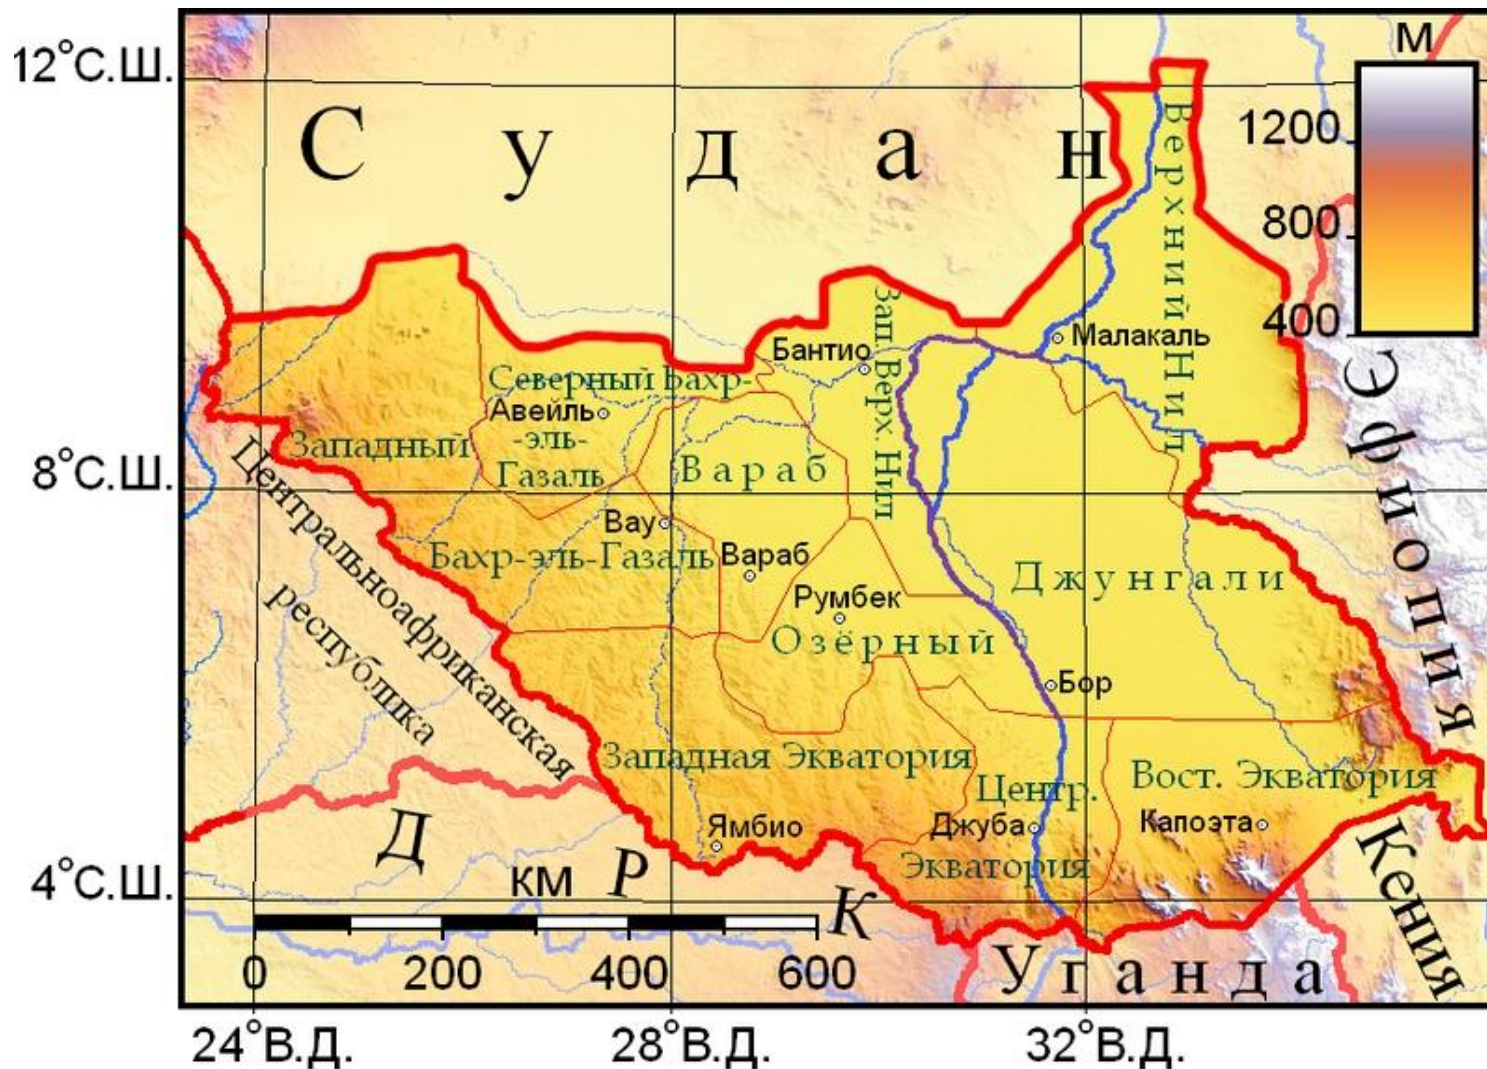 12°С.Ш.
8°С.Ш.
4°С.Ш.
24°В.Д.
28°В.Д.
32°В.Д.
м
1200
800
400
Судан
Верхний Нил
Зап. Верх. Нил
Малакаль
Бантио
Северный Бахр-
Авейль
-эль-
Газаль
Западный
Вараб
Вау
Бахр-эль-Газаль
Вараб
Румбек
Джунгали
Озёрный
Бор
Эфиопия
Центральноафриканская
республика
Западная Экватория
Центр.
Вост. Экватория
Джуба
Капоэта
Ямбио
Экватория
ДРК
Кения
Уганда
км
0 200 400 600